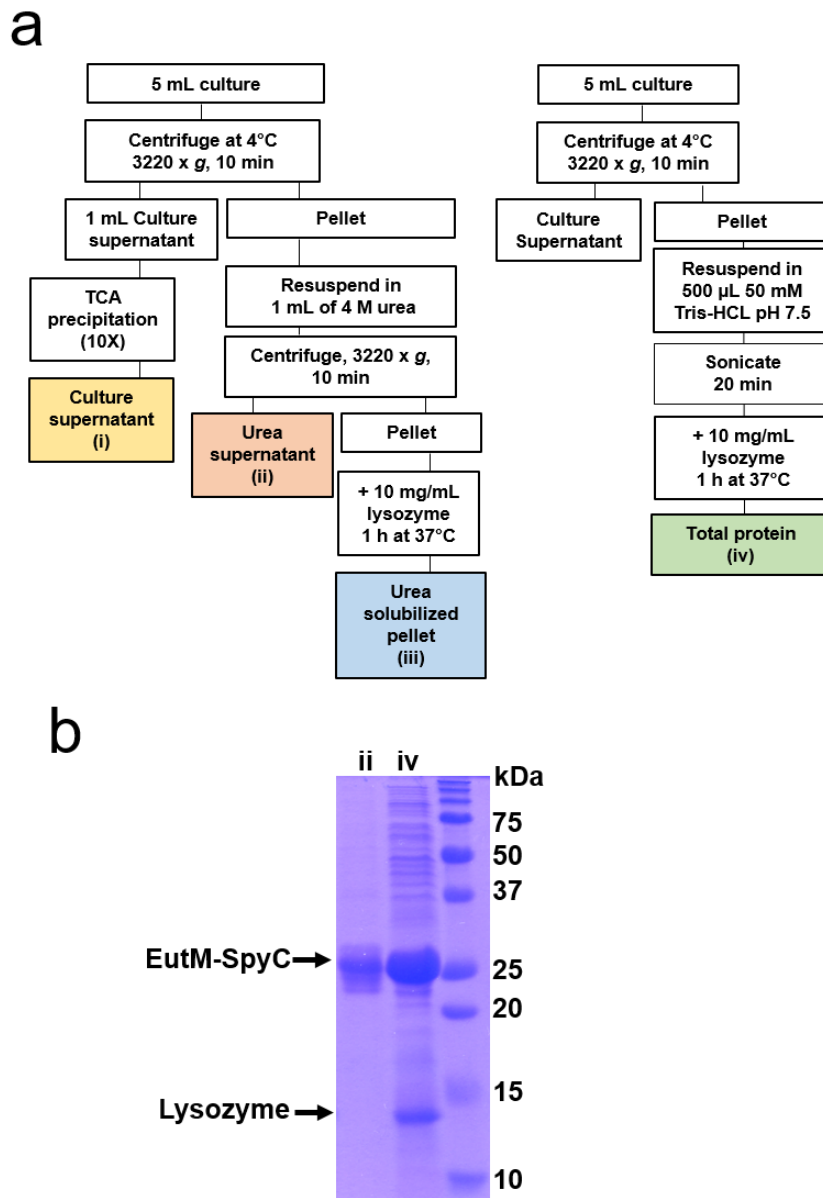 a
5 mL culture
Centrifuge at 4°C
3220 x g, 10 min
1 mL Culture
supernatant
Pellet
TCA
precipitation
(10X)
Resuspend in
1 mL of 4 M urea
Centrifuge, 3220 x g,
10 min
Culture
supernatant
(i)
Urea
supernatant
(ii)
Pellet
+ 10 mg/mL
lysozyme
1 h at 37°C
Urea
solubilized
pellet
(iii)
5 mL culture
Centrifuge at 4°C
3220 x g, 10 min
Culture
Supernatant
Pellet
Resuspend in
500 µL 50 mM
Tris-HCL pH 7.5
Sonicate
20 min
+ 10 mg/mL
lysozyme
1 h at 37°C
Total protein
(iv)
b
ii iv
kDa
75
50
37
EutM-SpyC
25
20
15
Lysozyme
10